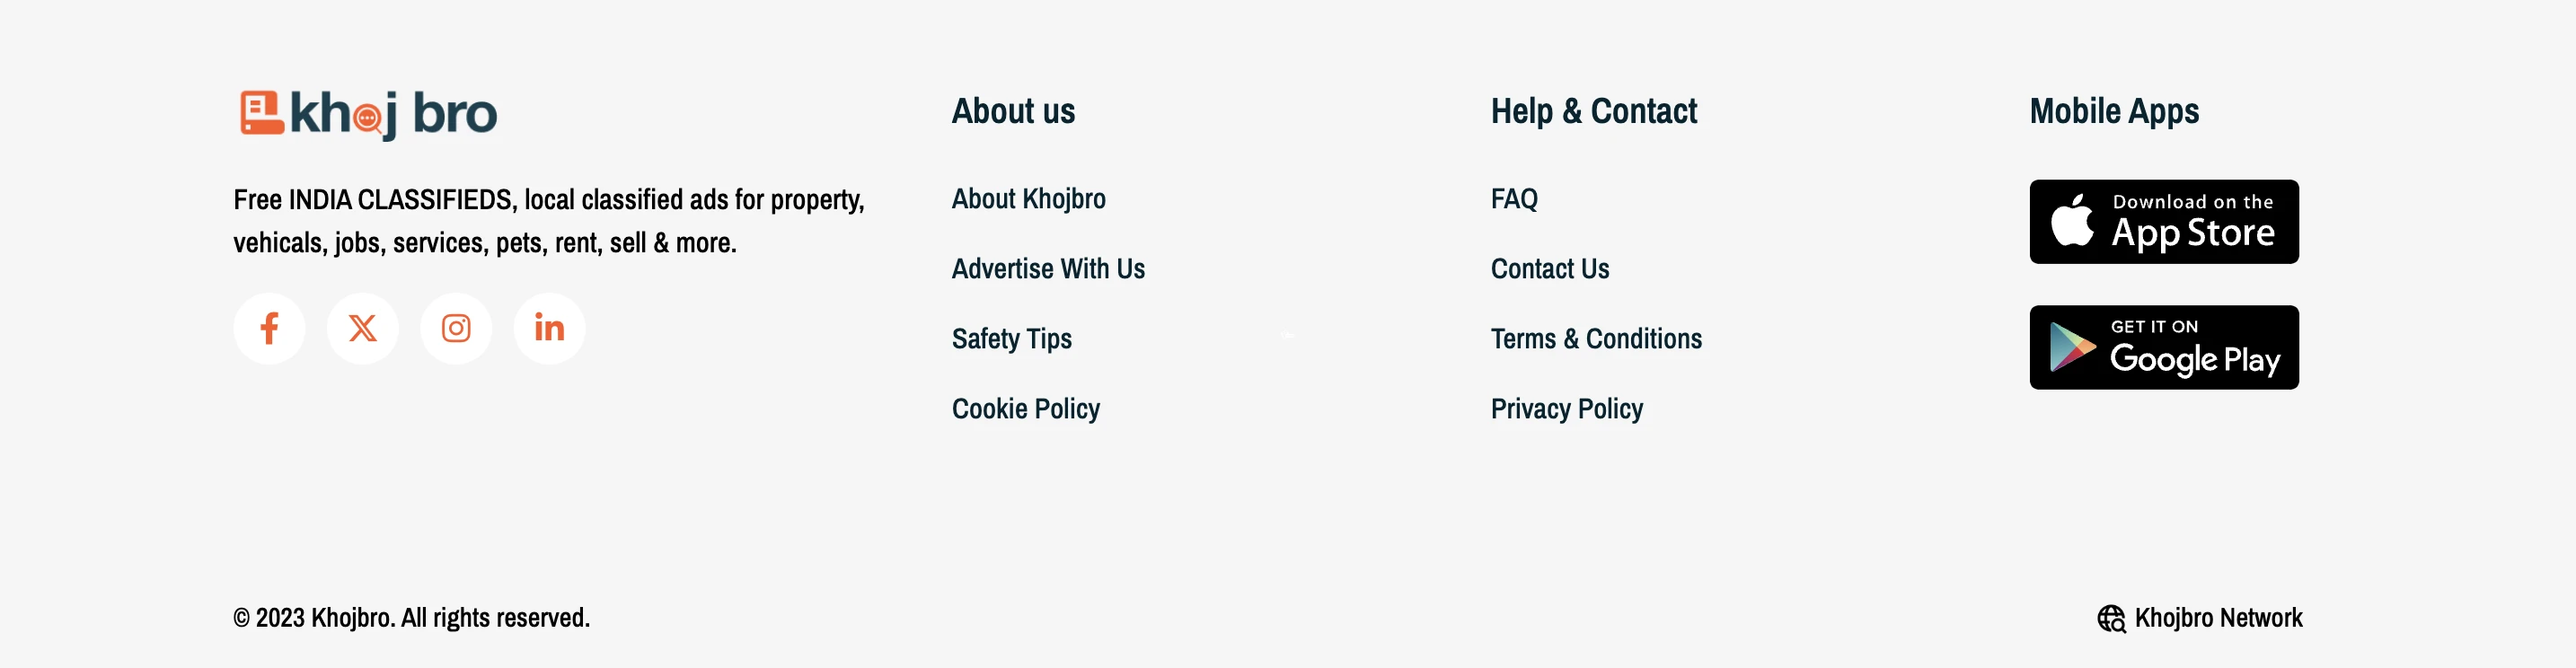 khoj bro
Free INDIA CLASSIFIEDS, local classified ads for property,
vehicals, jobs, services, pets, rent, sell & more.
About us
About Khojbro
Advertise With Us
Safety Tips
Cookie Policy
Help & Contact
FAQ
Contact Us
Terms & Conditions
Privacy Policy
Mobile Apps
Download on the
App Store
GET IT ON
Google Play
© 2023 Khojbro. All rights reserved.
Khojbro Network